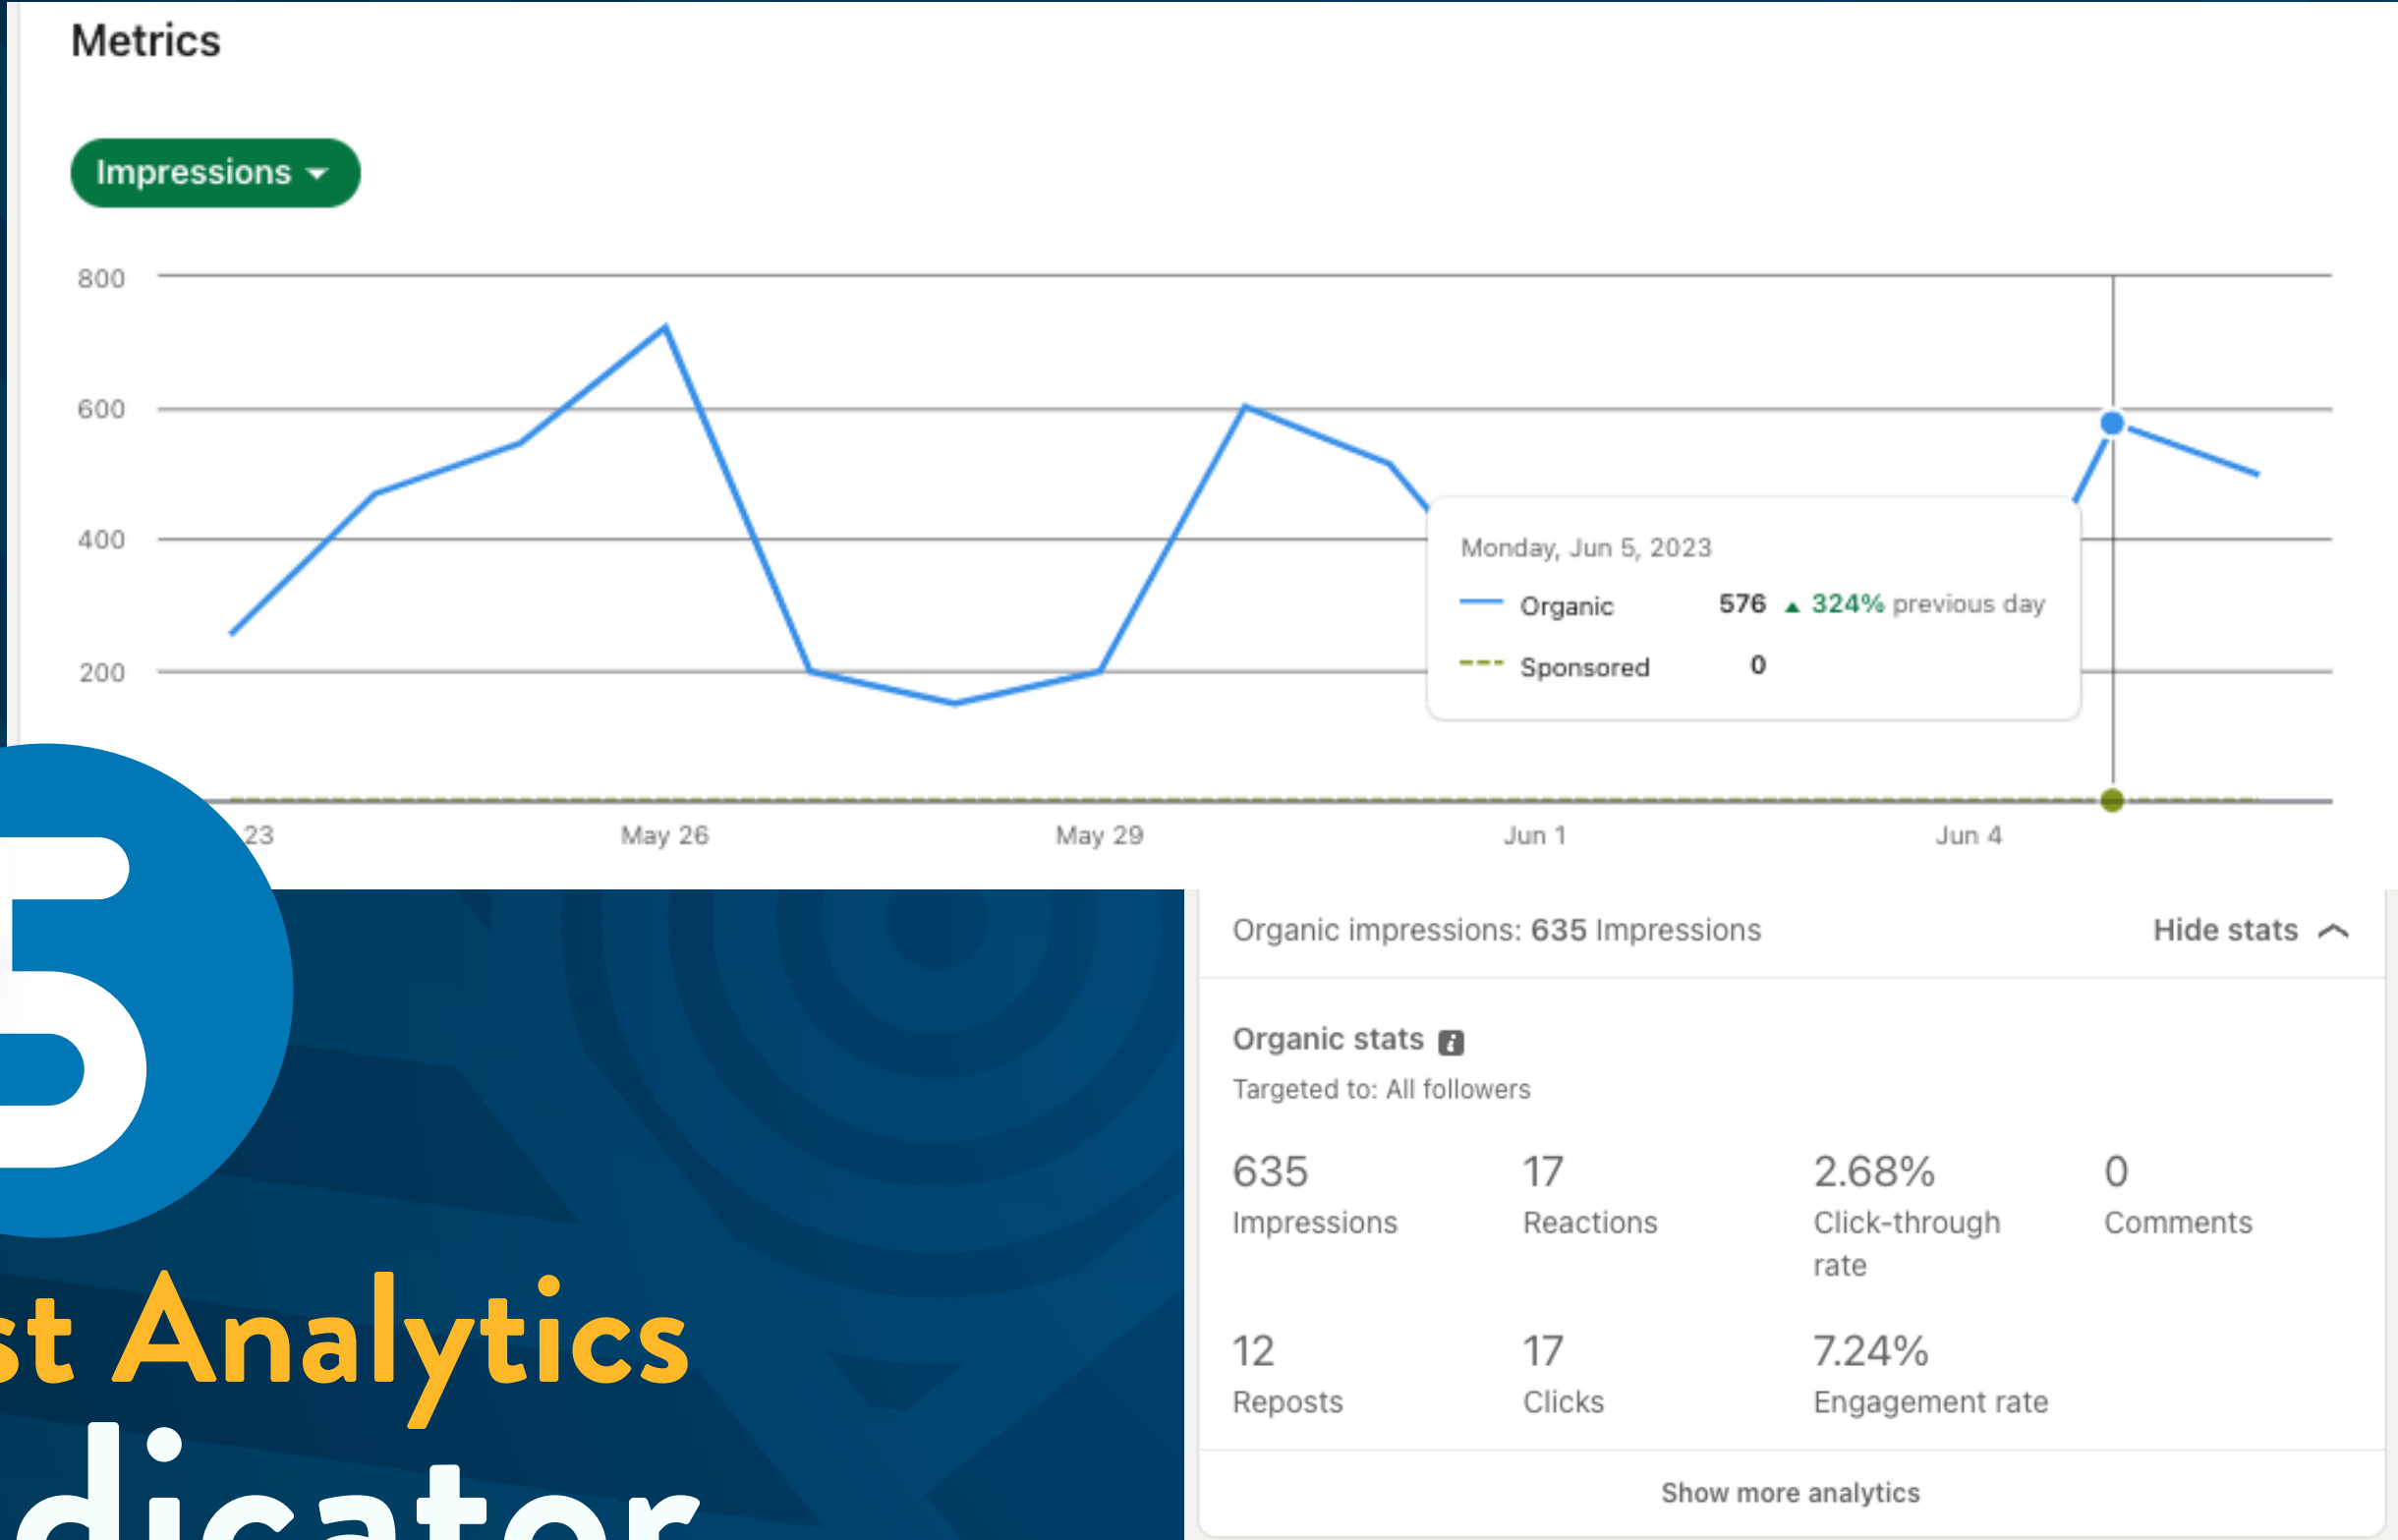 Metrics
Impressions
800
600
400
200
Monday, Jun 5, 2023
Organic 576 ▲ 324% previous day
Sponsored 0
23 May 26 May 29 Jun 1 Jun 4
5
st Analytics
dicator
Organic impressions: 635 Impressions Hide stats
Organic stats
Targeted to: All followers
635 17 2.68% 0
Impressions Reactions Click-through rate Comments
12 17 7.24%
Reposts Clicks Engagement rate
Show more analytics